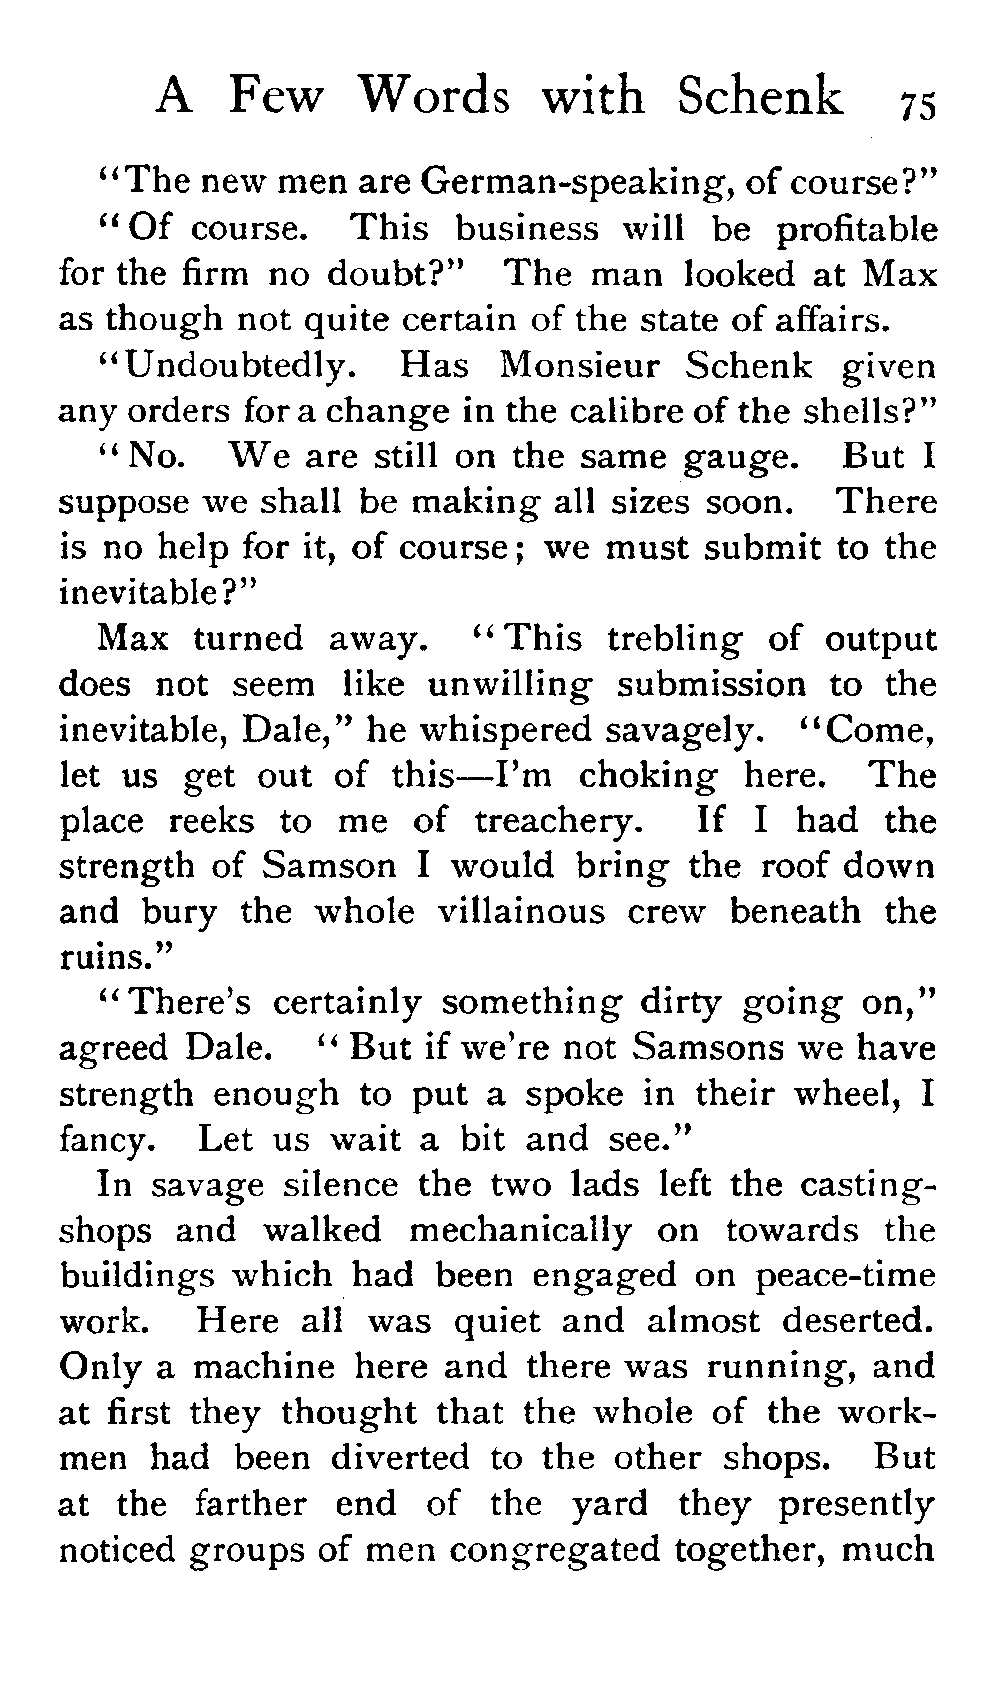 A Few Words with Schenk 75
"The new men are German-speaking, of course?"
"Of course. This business will be profitable
for the firm no doubt?" The man looked at Max
as though not quite certain of the state of affairs.
"Undoubtedly. Has Monsieur Schenk given
any orders for a change in the calibre of the shells?"
"No. We are still on the same gauge. But I
suppose we shall be making all sizes soon. There
is no help for it, of course; we must submit to the
inevitable?"
Max turned away. "This trebling of output
does not seem like unwilling submission to the
inevitable, Dale," he whispered savagely. "Come,
let us get out of this—I'm choking here. The
place reeks to me of treachery. If I had the
strength of Samson I would bring the roof down
and bury the whole villainous crew beneath the
ruins."
"There's certainly something dirty going on,"
agreed Dale. "But if we're not Samsons we have
strength enough to put a spoke in their wheel, I
fancy. Let us wait a bit and see."
In savage silence the two lads left the casting-
shops and walked mechanically on towards the
buildings which had been engaged on peace-time
work. Here all was quiet and almost deserted.
Only a machine here and there was running, and
at first they thought that the whole of the work-
men had been diverted to the other shops. But
at the farther end of the yard they presently
noticed groups of men congregated together, much